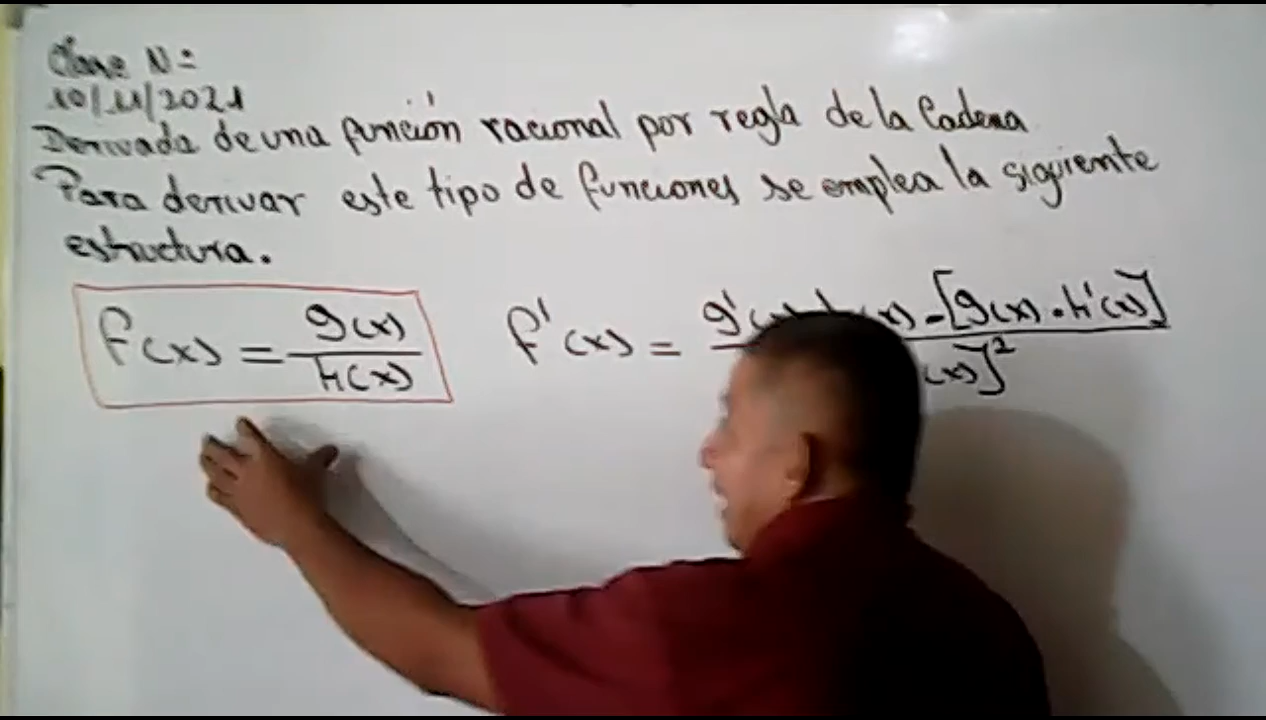 Clase N=
10/11/2021
Derivada de una función racional por regla de la Cadena
Para derivar este tipo de funciones se emplea la siguiente
estructura.
f(x) = g(x) / h(x)
f'(x) = g' (x) - [g(x) . h'(x)] / (x)]²